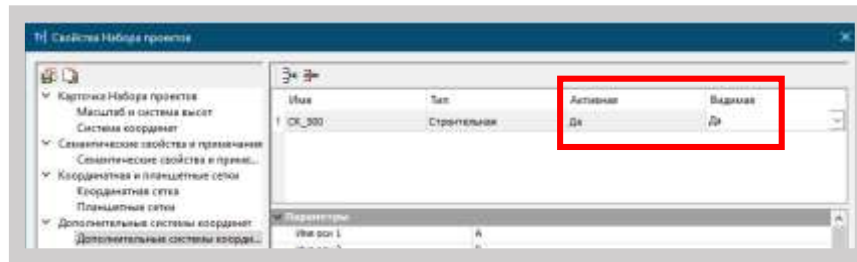 Свойства Набора проектов
Карточка Набора проектов
Масштаб и система высот
Система координат
Семантические свойства и примечания
Семантические свойства и приме...
Координатная и планшетные сетки
Координатная сетка
Планшетные сетки
Дополнительные системы координат
Дополнительные системы коорди...
Имя Тип Активная Видимая
1 СК_500 Строительная Да Да
Параметры
Имя оси 1 А